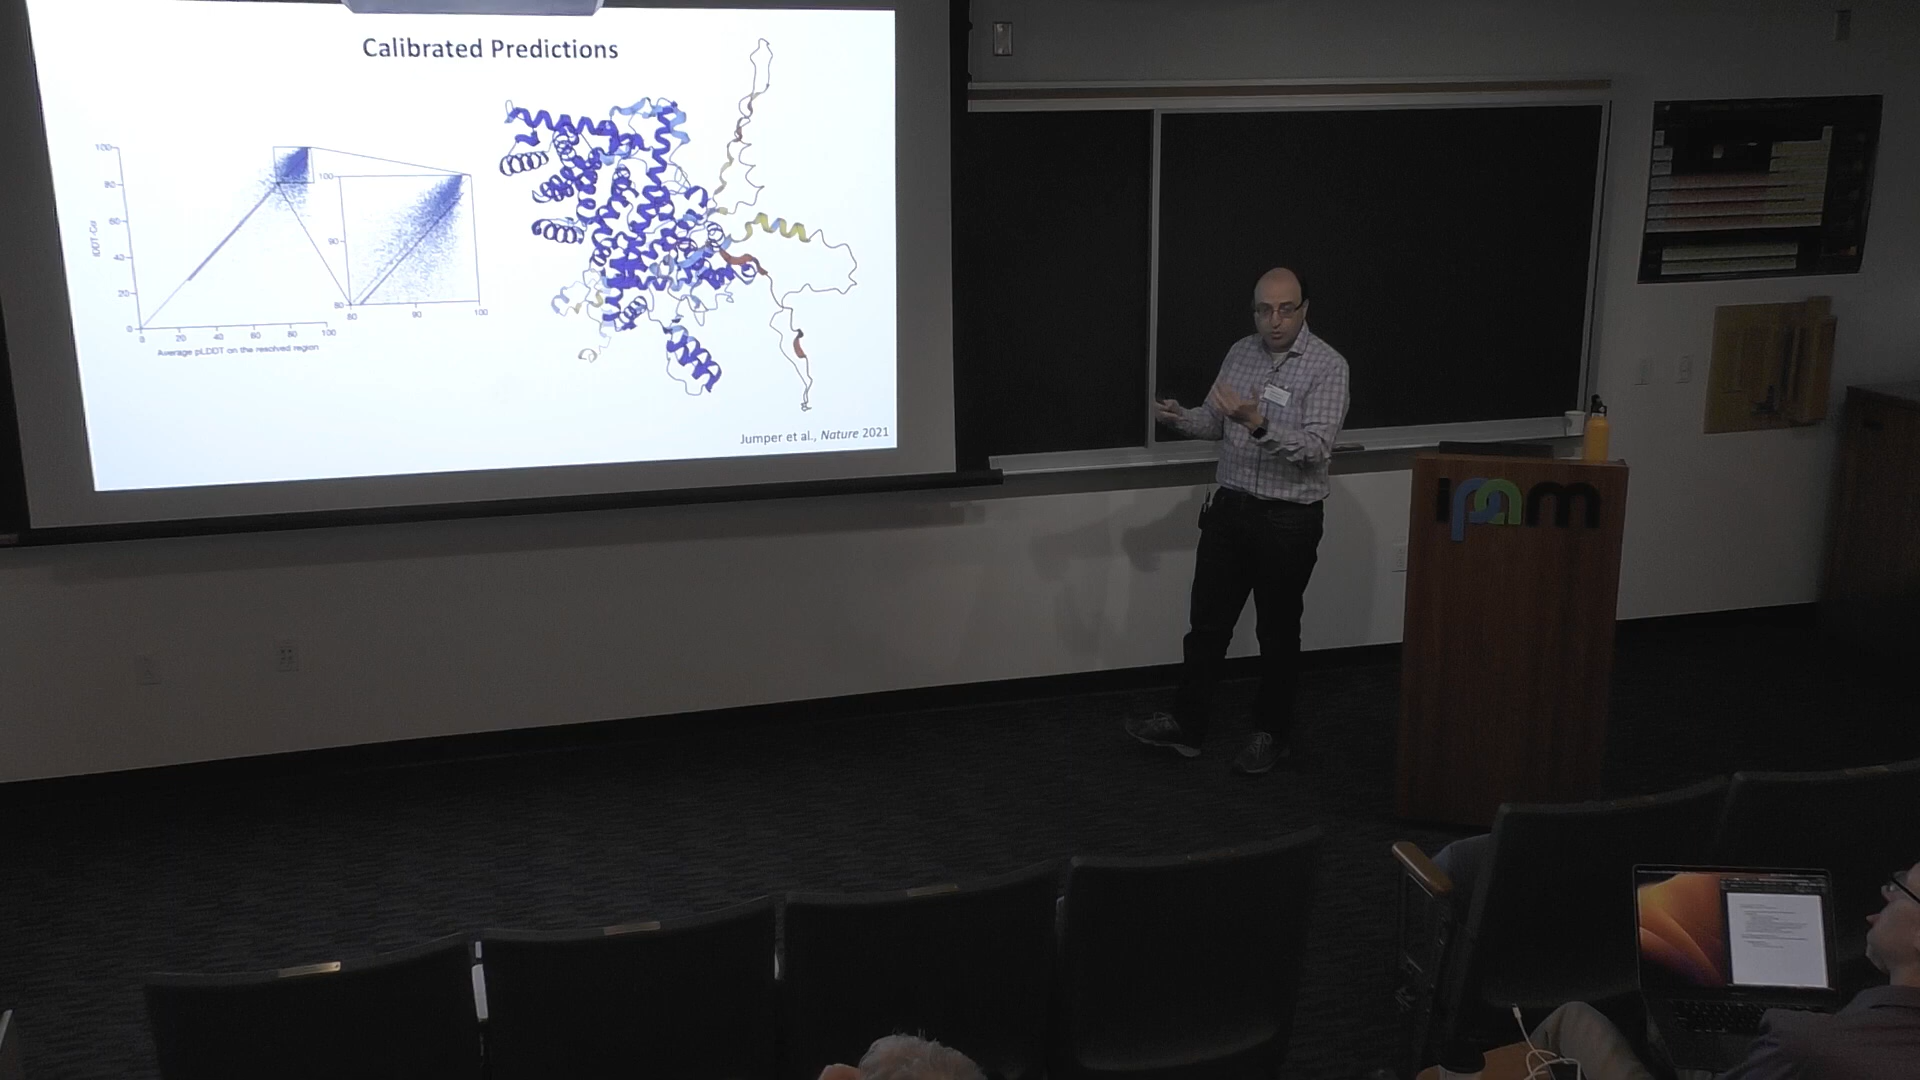 Calibrated Predictions
100
80
60
40
20
0
lDDT-Cα
0 20 40 60 80 100
Average pLDDT on the resolved region
100
90
80
80 90 100
Jumper et al., Nature 2021
ipam